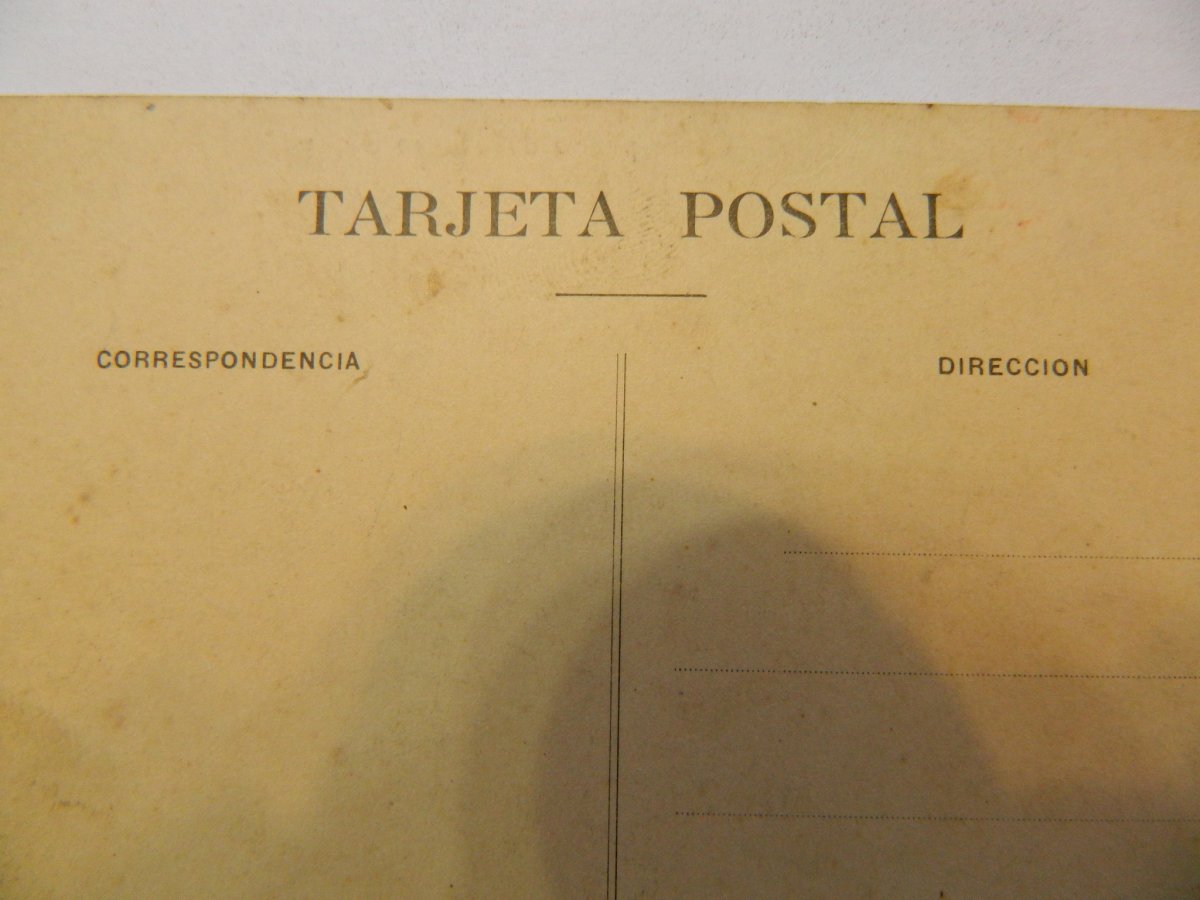 TARJETA POSTAL
CORRESPONDENCIA
DIRECCION